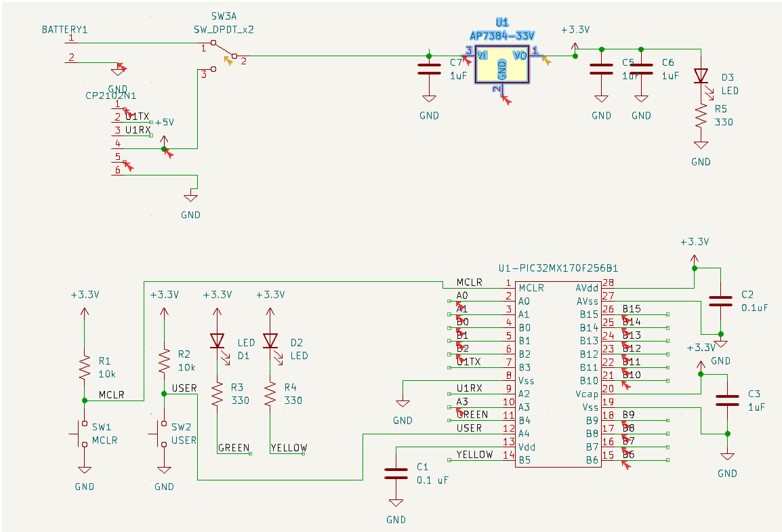 BATTERY1
1
2
GND
SW3A
SW_DPDT_x2
1
2
3
CP2102N1
1
2 U1TX
3 U1RX
4
5
6
+5V
GND
C7
1uF
GND
U1
AP7384-33V
3 VI VO 1
GND
2
+3.3V
C5
1uF
GND
C6
1uF
GND
D3
LED
R5
330
GND
+3.3V
R1
10k
MCLR
SW1
MCLR
GND
+3.3V
R2
10k
USER
SW2
USER
GND
+3.3V
LED
D1
R3
330
GREEN
+3.3V
D2
LED
R4
330
YELLOW
U1-PIC32MX170F256B1
MCLR 1 MCLR AVdd 28
A0 2 A0 AVss 27
A1 3 A1 B15 26 B15
B0 4 B0 B14 25 B14
B1 5 B1 B13 24 B13
B2 6 B2 B12 23 B12
U1TX 7 B3 B11 22 B11
8 Vss B10 21 B10
U1RX 9 A2 Vcap 20
A3 10 A3 Vss 19
GREEN 11 B4 B9 18 B9
USER 12 A4 B8 17 B8
13 Vdd B7 16 B7
YELLOW 14 B5 B6 15 B6
GND
C1
0.1 uF
GND
+3.3V
C2
0.1uF
GND
+3.3V
C3
1uF
GND